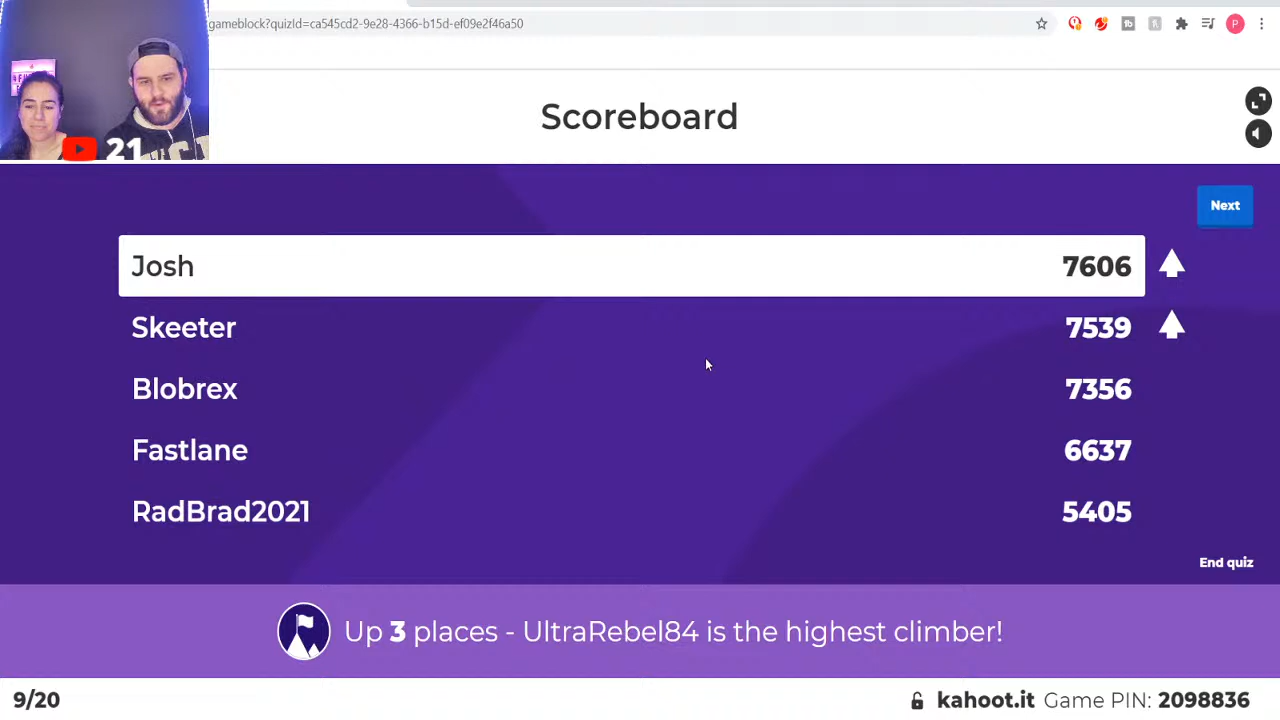 gameblock?quizId=ca545cd2-9e28-4366-b15d-ef09e2f46a50
21
Scoreboard
Next
Josh 7606
Skeeter 7539
Blobrex 7356
Fastlane 6637
RadBrad2021 5405
End quiz
Up 3 places - UltraRebel84 is the highest climber!
9/20
kahoot.it Game PIN: 2098836